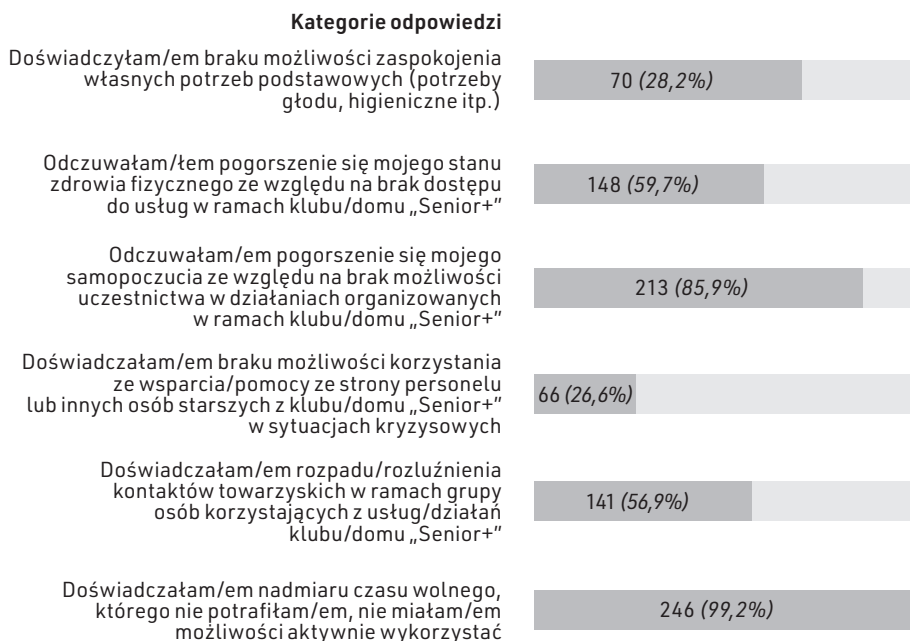 Kategorie odpowiedzi
Doświadczyłam/em braku możliwości zaspokojenia
własnych potrzeb podstawowych (potrzeby
głodu, higieniczne itp.)
70 (28,2%)
Odczuwałam/łem pogorszenie się mojego stanu
zdrowia fizycznego ze względu na brak dostępu
do usług w ramach klubu/domu „Senior+”
148 (59,7%)
Odczuwałam/em pogorszenie się mojego
samopoczucia ze względu na brak możliwości
uczestnictwa w działaniach organizowanych
w ramach klubu/domu „Senior+”
213 (85,9%)
Doświadczałam/em braku możliwości korzystania
ze wsparcia/pomocy ze strony personelu
lub innych osób starszych z klubu/domu „Senior+”
w sytuacjach kryzysowych
66 (26,6%)
Doświadczałam/em rozpadu/rozluźnienia
kontaktów towarzyskich w ramach grupy
osób korzystających z usług/działań
klubu/domu „Senior+”
141 (56,9%)
Doświadczałam/em nadmiaru czasu wolnego,
którego nie potrafiłam/em, nie miałam/em
możliwości aktywnie wykorzystać
246 (99,2%)